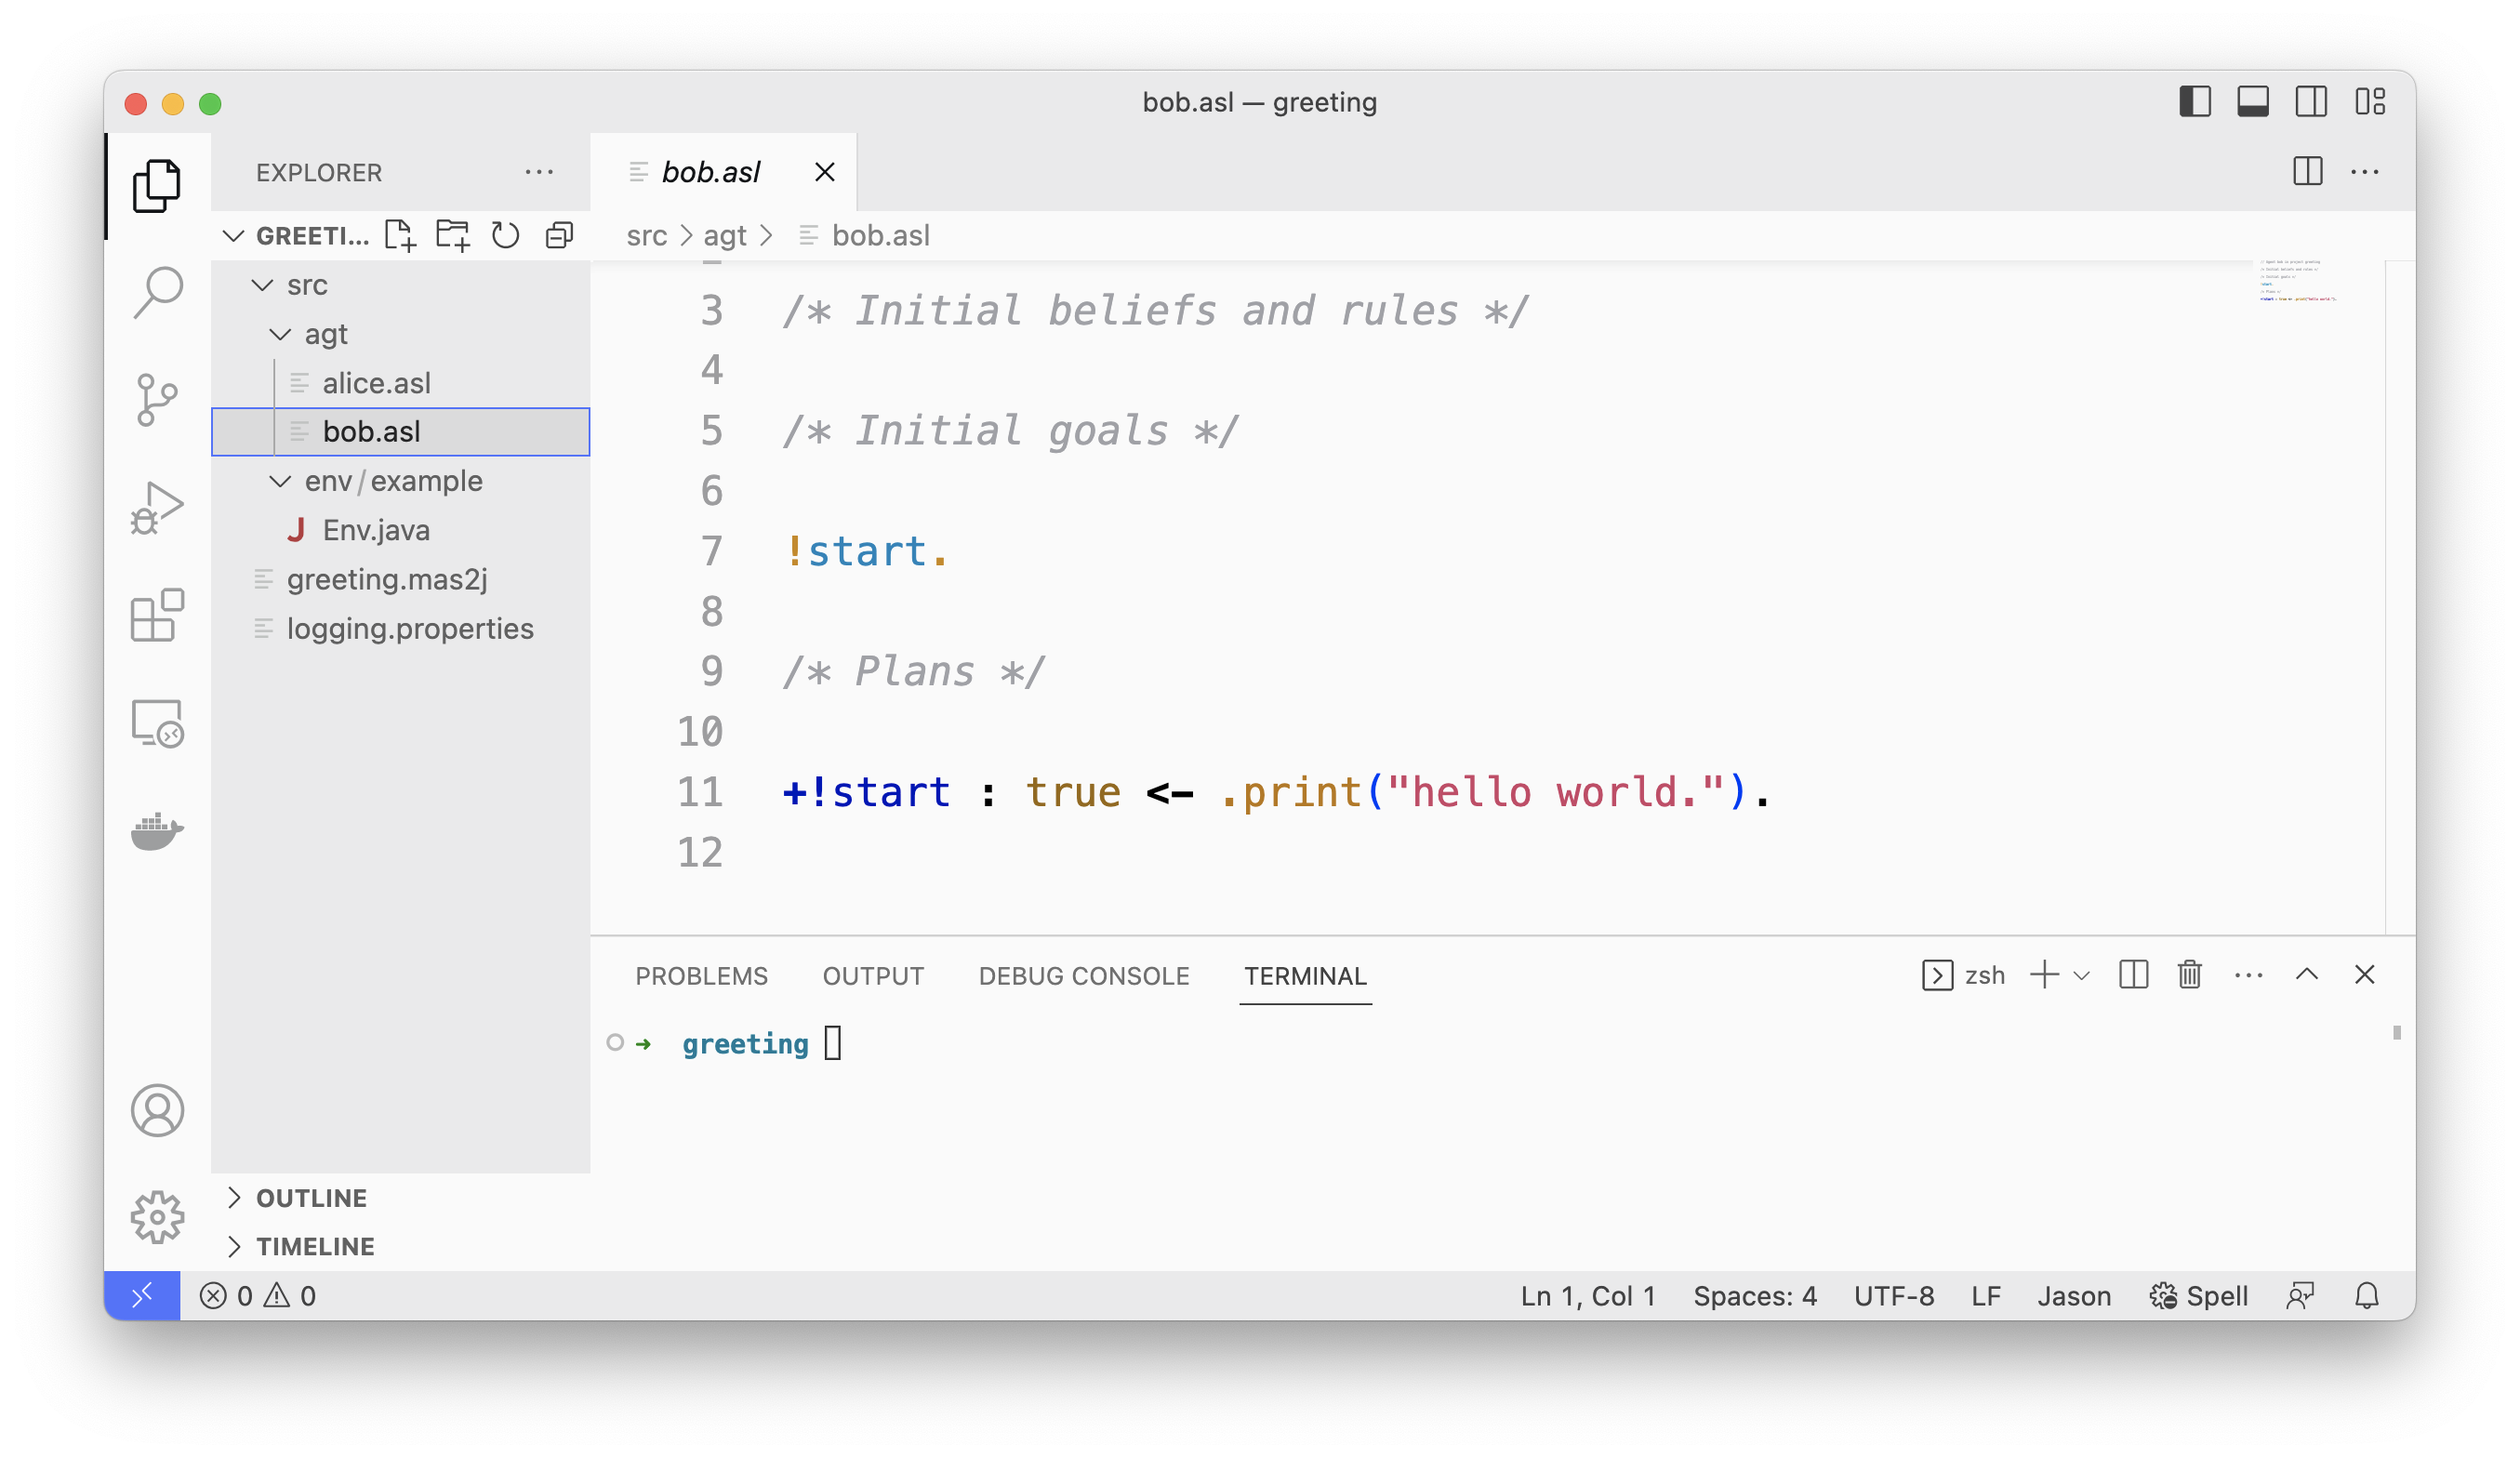 bob.asl — greeting
EXPLORER
bob.asl
GREETI...
src > agt > bob.asl
src
agt
alice.asl
bob.asl
env/example
J Env.java
greeting.mas2j
logging.properties
3 /* Initial beliefs and rules */
4
5 /* Initial goals */
6
7 !start.
8
9 /* Plans */
10
11 +!start : true <- .print("hello world.").
12
PROBLEMS OUTPUT DEBUG CONSOLE TERMINAL zsh
greeting
OUTLINE
TIMELINE
0 0 Ln 1, Col 1 Spaces: 4 UTF-8 LF Jason Spell